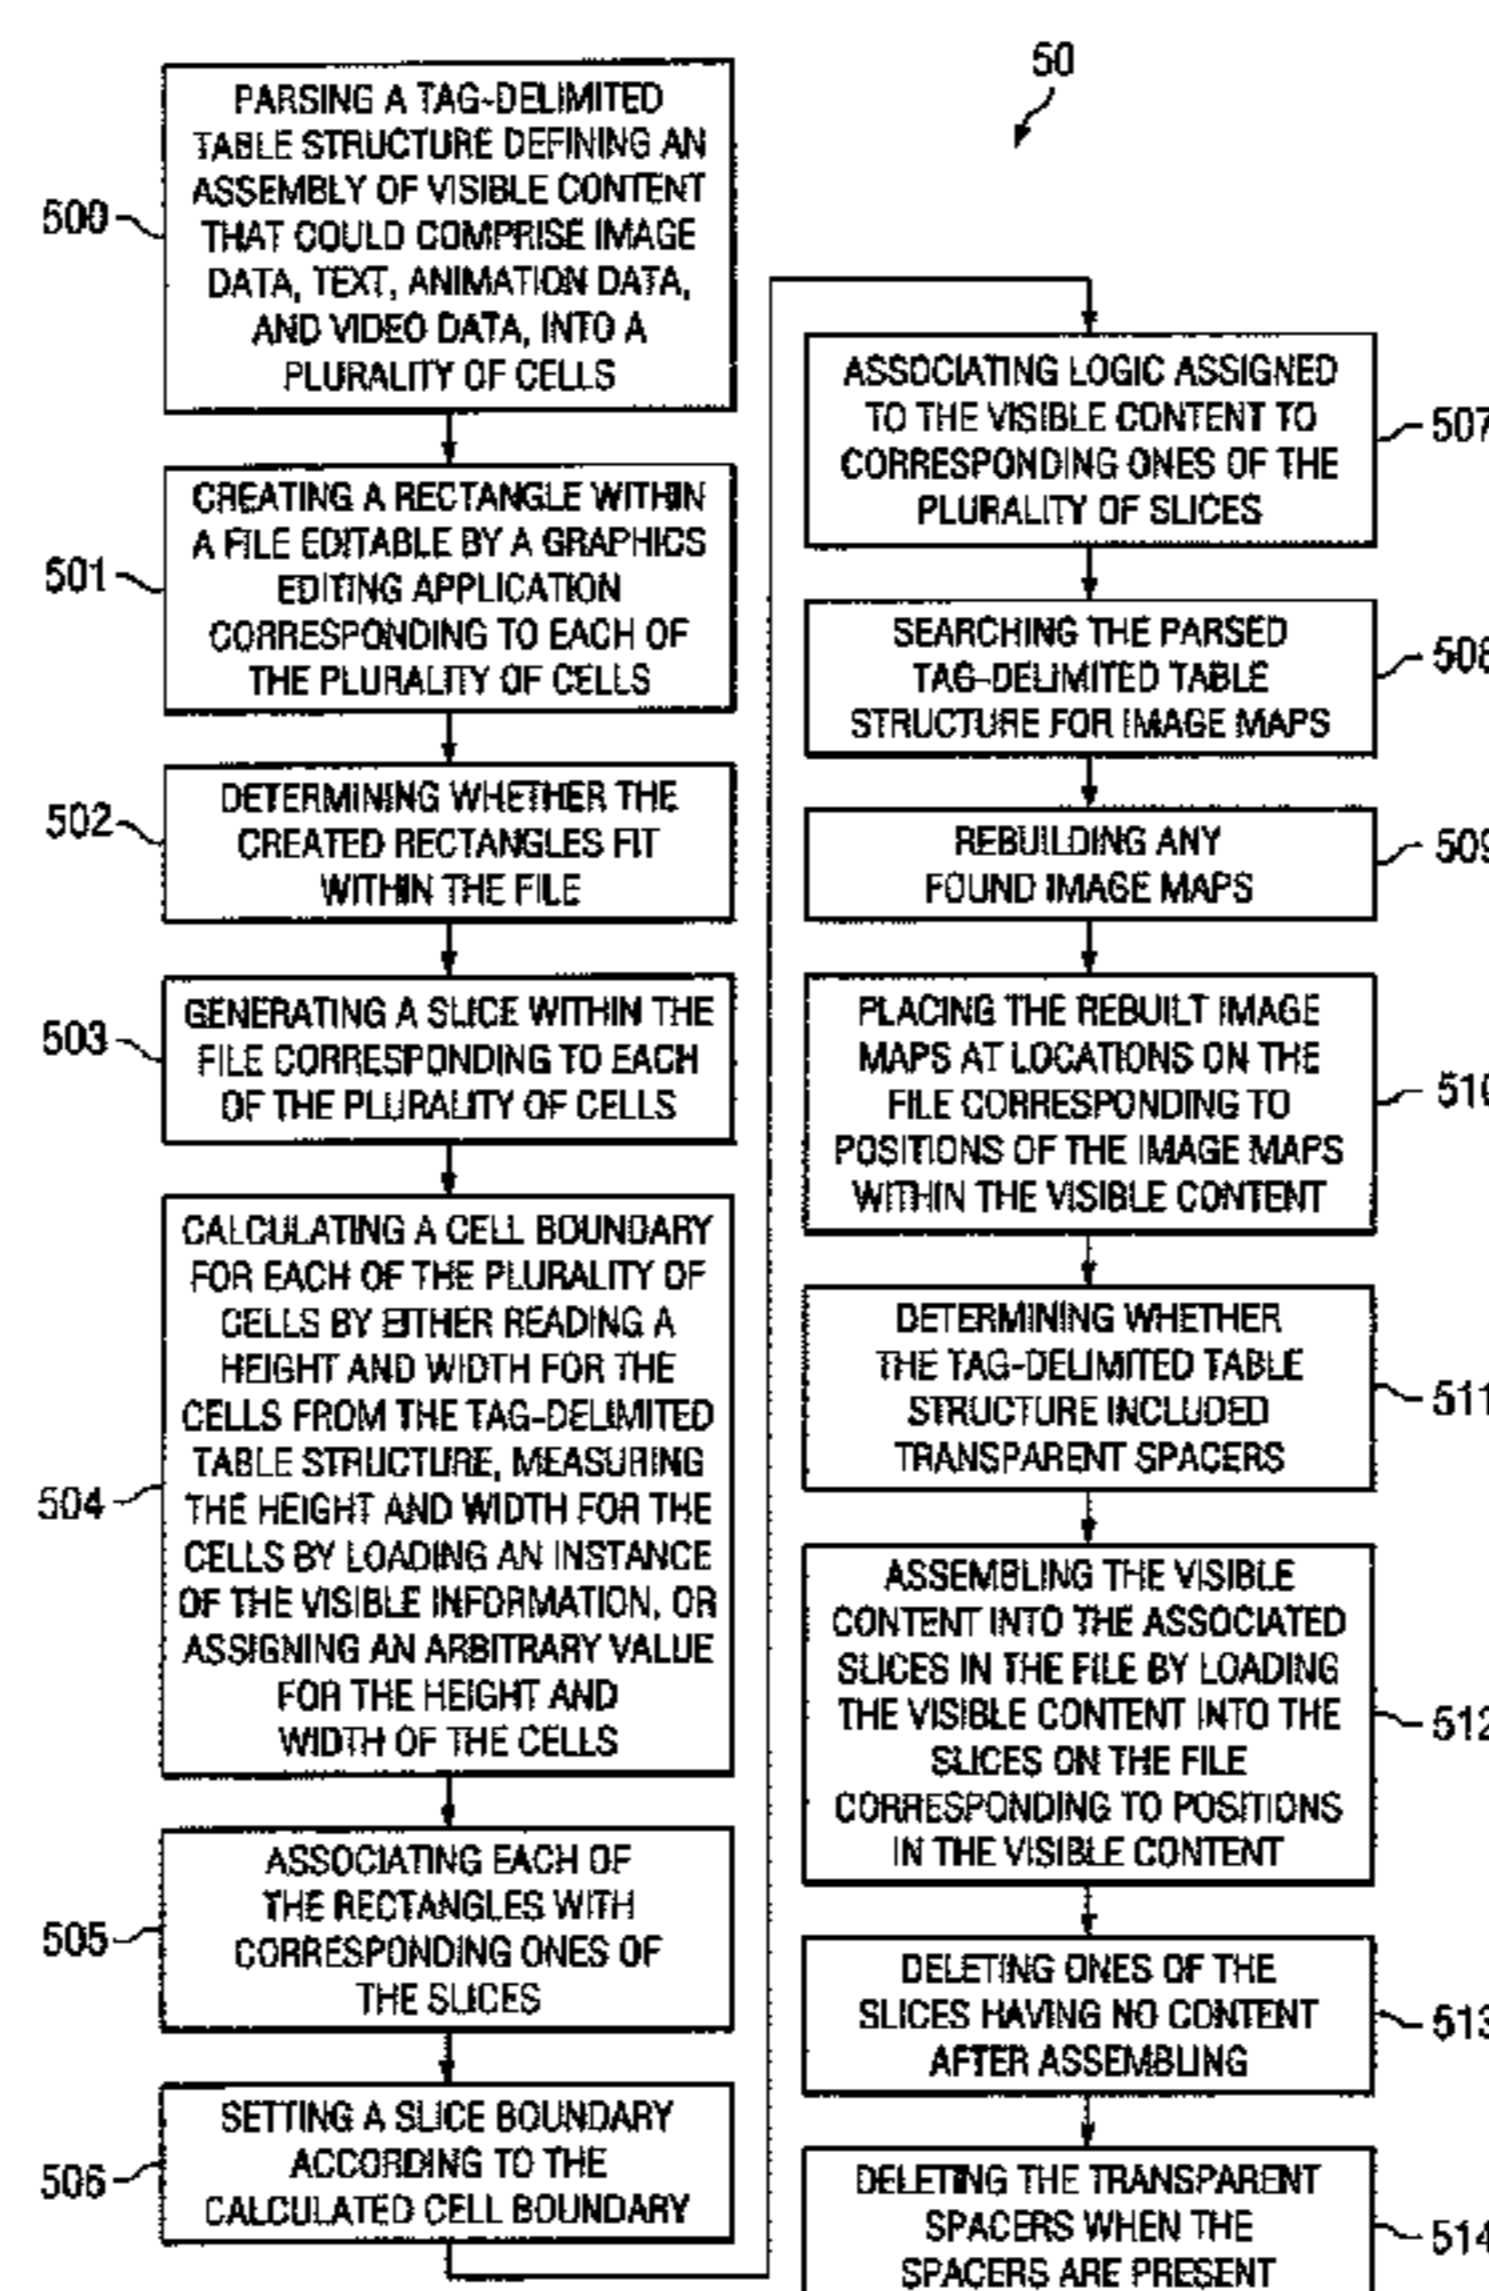 50
500
PARSING A TAG-DELIMITED
TABLE STRUCTURE DEFINING AN
ASSEMBLY OF VISIBLE CONTENT
THAT COULD COMPRISE IMAGE
DATA, TEXT, ANIMATION DATA,
AND VIDEO DATA, INTO A
PLURALITY OF CELLS
501
CREATING A RECTANGLE WITHIN
A FILE EDITABLE BY A GRAPHICS
EDITING APPLICATION
CORRESPONDING TO EACH OF
THE PLURALITY OF CELLS
502
DETERMINING WHETHER THE
CREATED RECTANGLES FIT
WITHIN THE FILE
503
GENERATING A SLICE WITHIN THE
FILE CORRESPONDING TO EACH
OF THE PLURALITY OF CELLS
504
CALCULATING A CELL BOUNDARY
FOR EACH OF THE PLURALITY OF
CELLS BY EITHER READING A
HEIGHT AND WIDTH FOR THE
CELLS FROM THE TAG-DELIMITED
TABLE STRUCTURE, MEASURING
THE HEIGHT AND WIDTH FOR THE
CELLS BY LOADING AN INSTANCE
OF THE VISIBLE INFORMATION, OR
ASSIGNING AN ARBITRARY VALUE
FOR THE HEIGHT AND
WIDTH OF THE CELLS
505
ASSOCIATING EACH OF
THE RECTANGLES WITH
CORRESPONDING ONES OF
THE SLICES
506
SETTING A SLICE BOUNDARY
ACCORDING TO THE
CALCULATED CELL BOUNDARY
ASSOCIATING LOGIC ASSIGNED
TO THE VISIBLE CONTENT TO
CORRESPONDING ONES OF THE
PLURALITY OF SLICES
507
SEARCHING THE PARSED
TAG-DELIMITED TABLE
STRUCTURE FOR IMAGE MAPS
508
REBUILDING ANY
FOUND IMAGE MAPS
509
PLACING THE REBUILT IMAGE
MAPS AT LOCATIONS ON THE
FILE CORRESPONDING TO
POSITIONS OF THE IMAGE MAPS
WITHIN THE VISIBLE CONTENT
510
DETERMINING WHETHER
THE TAG-DELIMITED TABLE
STRUCTURE INCLUDED
TRANSPARENT SPACERS
511
ASSEMBLING THE VISIBLE
CONTENT INTO THE ASSOCIATED
SLICES IN THE FILE BY LOADING
THE VISIBLE CONTENT INTO THE
SLICES ON THE FILE
CORRESPONDING TO POSITIONS
IN THE VISIBLE CONTENT
512
DELETING ONES OF THE
SLICES HAVING NO CONTENT
AFTER ASSEMBLING
513
DELETING THE TRANSPARENT
SPACERS WHEN THE
SPACERS ARE PRESENT
514